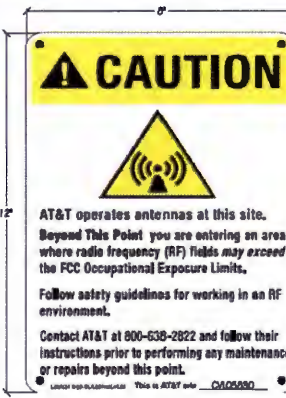 8"
CAUTION
12"
AT&T operates antennas at this site.
Beyond This Point you are entering an area
where radio frequency (RF) fields may exceed
the FCC Occupational Exposure Limits.
Follow safety guidelines for working in an RF
environment.
Contact AT&T at 800-638-2822 and follow their
instructions prior to performing any maintenance
or repairs beyond this point.
This is AT&T site